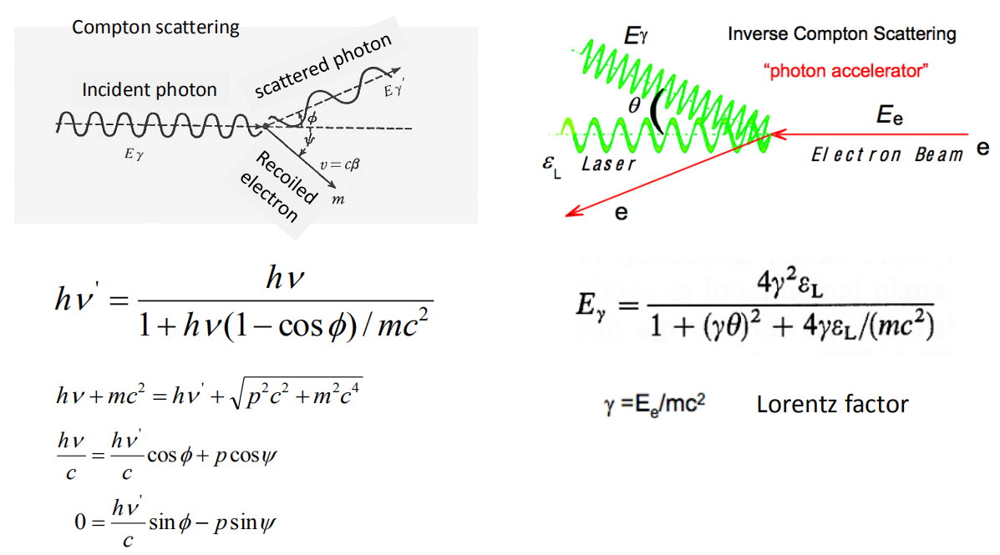 Compton scattering
Incident photon
scattered photon
Eγ'
ϕ
ψ
Eγ
υ = cβ
Recoiled
electron
m
hν' = hν / (1 + hν(1 − cos ϕ) / mc²)
hν + mc² = hν' + √(p²c² + m²c⁴)
hν/c = hν'/c cos ϕ + p cos ψ
0 = hν'/c sin ϕ − p sin ψ
Eγ
Inverse Compton Scattering
“photon accelerator”
θ
Ee
εL Laser
Electron Beam e
e
Eγ = 4γ²εL / (1 + (γθ)² + 4γεL/(mc²))
γ =Ee/mc² Lorentz factor